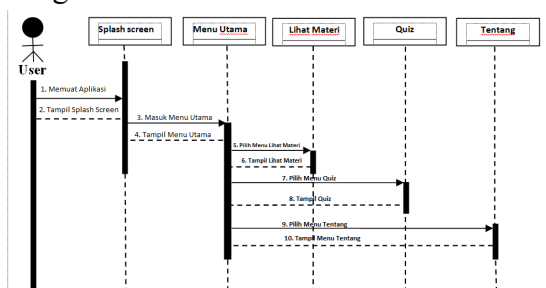 Splash screen
Menu Utama
Lihat Materi
Quiz
Tentang
User
1. Memuat Aplikasi
2. Tampil Splash Screen
3. Masuk Menu Utama
4. Tampil Menu Utama
5. Pilih Menu Lihat Materi
6. Tampil Lihat Materi
7. Pilih Menu Quiz
8. Tampil Quiz
9. Pilih Menu Tentang
10. Tampil Menu Tentang